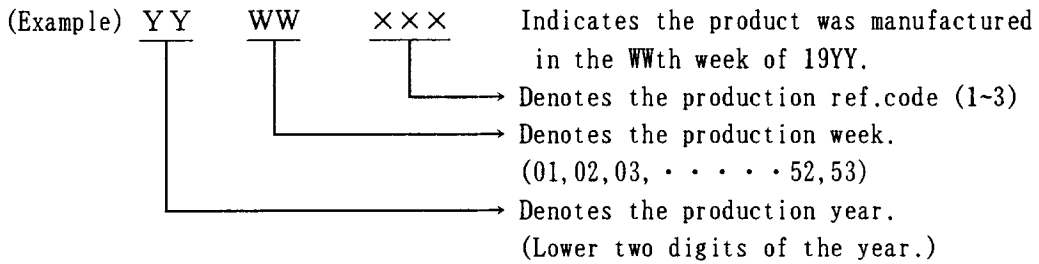 (Example) YY WW ××× Indicates the product was manufactured
in the WWth week of 19YY.
Denotes the production ref.code (1~3)
Denotes the production week.
(01,02,03, · · · · · 52,53)
Denotes the production year.
(Lower two digits of the year.)